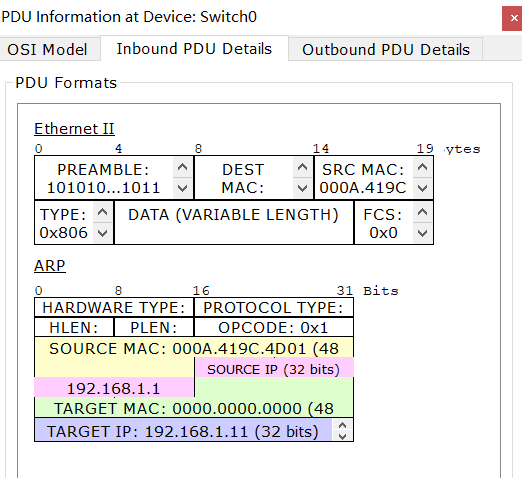 PDU Information at Device: Switch0
OSI Model Inbound PDU Details Outbound PDU Details
PDU Formats
Ethernet II
0 4 8 14 19 ytes
PREAMBLE: DEST SRC MAC:
101010...1011 MAC: 000A.419C
TYPE: DATA (VARIABLE LENGTH) FCS:
0x806 0x0
ARP
0 8 16 31 Bits
HARDWARE TYPE: PROTOCOL TYPE:
HLEN: PLEN: OPCODE: 0x1
SOURCE MAC: 000A.419C.4D01 (48
SOURCE IP (32 bits)
192.168.1.1
TARGET MAC: 0000.0000.0000 (48
TARGET IP: 192.168.1.11 (32 bits)